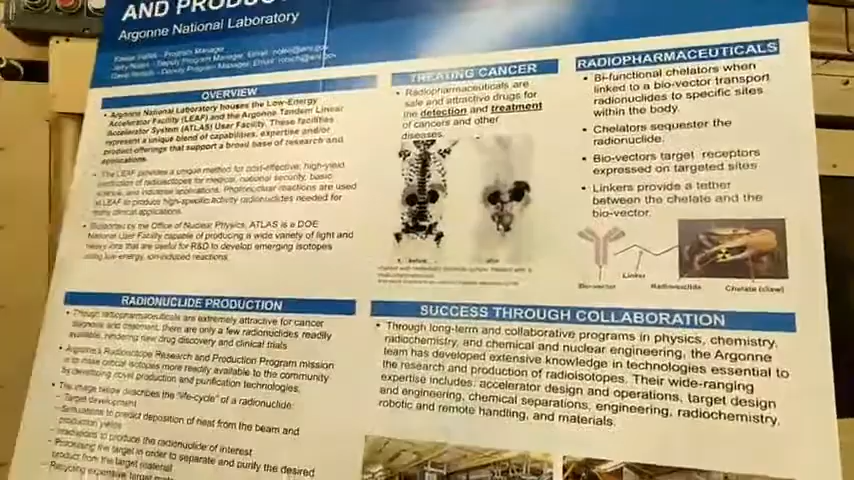 AND PRODUC
Argonne National Laboratory
Program Manager
Deputy Program Manager, Email:
Deputy Program Manager, Email:
OVERVIEW
• Argonne National Laboratory houses the Low-Energy
Accelerator Facility (LEAF) and the Argonne Tandem Linear
Accelerator System (ATLAS) User Facility. These facilities
represent a unique blend of capabilities, expertise and/or
product offerings that support a broad base of research and
applications.
• The LEAF provides a unique method for cost-effective, high-yield
production of radioisotopes for medical, national security, basic
science, and industrial applications. Photonuclear reactions are used
at LEAF to produce high-specific activity radionuclides needed for
many clinical applications.
• Supported by the Office of Nuclear Physics, ATLAS is a DOE
National User Facility capable of producing a wide variety of light and
heavy ions that are useful for R&D to develop emerging isotopes
using low-energy, ion-induced reactions.
RADIONUCLIDE PRODUCTION
• Though radiopharmaceuticals are extremely attractive for cancer
diagnosis and treatment, there are only a few radionuclides readily
available, hindering new drug discovery and clinical trials
• Argonne's Radioisotope Research and Production Program mission
is to make critical isotopes more readily available to the community
by developing novel production and purification technologies.
• The image below describes the "life-cycle" of a radionuclide:
– Target development
– Simulations to predict deposition of heat from the beam and
production yields
– Irradiations to produce the radionuclide of interest
– Processing the target in order to separate and purify the desired
product from the target material
– Recycling expensive target
TREATING CANCER
• Radiopharmaceuticals are
safe and attractive drugs for
the detection and treatment
of cancers and other
diseases.
RADIOPHARMACEUTICALS
• Bi-functional chelators when
linked to a bio-vector transport
radionuclides to specific sites
within the body.
• Chelators sequester the
radionuclide.
• Bio-vectors target receptors
expressed on targeted sites
• Linkers provide a tether
between the chelate and the
bio-vector.
Bio-vector
Linker
Radionuclide
Chelate (claw)
SUCCESS THROUGH COLLABORATION
• Through long-term and collaborative programs in physics, chemistry,
radiochemistry, and chemical and nuclear engineering, the Argonne
team has developed extensive knowledge in technologies essential to
the research and production of radioisotopes. Their wide-ranging
expertise includes: accelerator design and operations, target design
and engineering, chemical separations, engineering, radiochemistry,
robotic and remote handling, and materials.